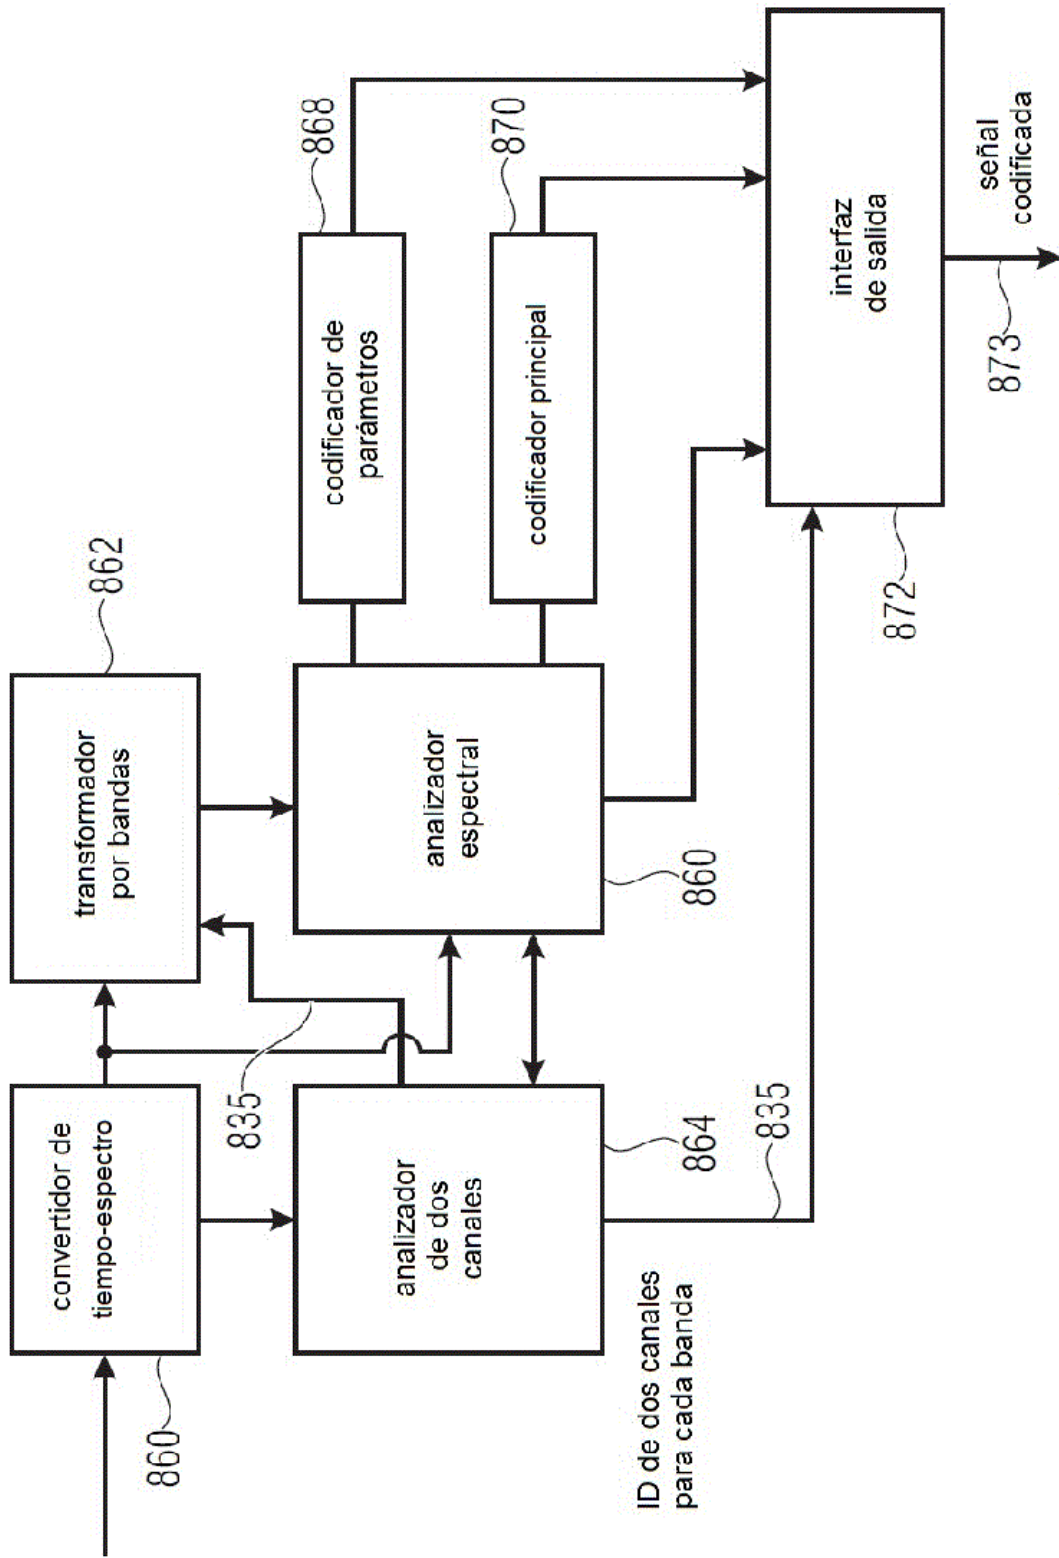 convertidor de
tiempo-espectro
860
transformador
por bandas
862
835
analizador
de dos
canales
864
835
ID de dos canales
para cada banda
analizador
espectral
860
codificador de
parámetros
868
codificador principal
870
interfaz
de salida
872
873
señal
codificada